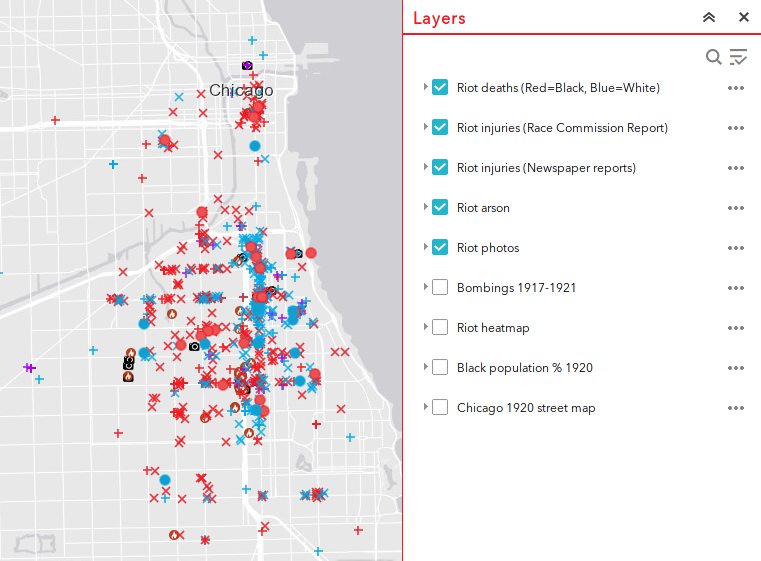 Chicago
Layers
Riot deaths (Red=Black, Blue=White)
Riot injuries (Race Commission Report)
Riot injuries (Newspaper reports)
Riot arson
Riot photos
Bombings 1917-1921
Riot heatmap
Black population % 1920
Chicago 1920 street map